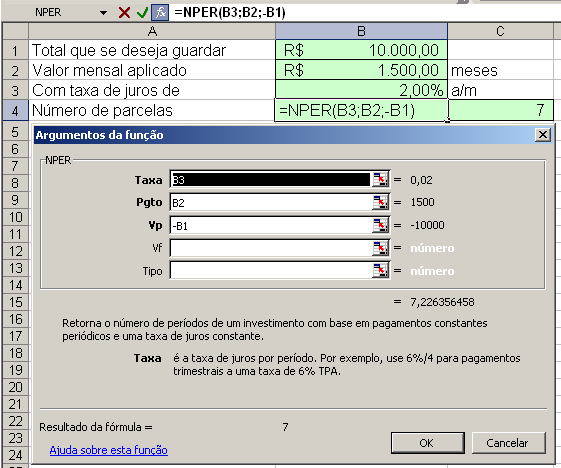 NPER =NPER(B3;B2;-B1)
A B C
1 Total que se deseja guardar R$ 10.000,00
2 Valor mensal aplicado R$ 1.500,00 meses
3 Com taxa de juros de 2,00% a/m
4 Número de parcelas =NPER(B3;B2;-B1) 7
5
Argumentos da função
6
7
NPER
8
Taxa B3 = 0,02
9
Pgto B2 = 1500
10
Vp -B1 = -10000
11
12
Vf = número
13
Tipo = número
14
15
= 7,226356458
16
Retorna o número de períodos de um investimento com base em pagamentos constantes
17
periódicos e uma taxa de juros constante.
18
Taxa é a taxa de juros por período. Por exemplo, use 6%/4 para pagamentos
19
trimestrais a uma taxa de 6% TPA.
20
21
22
Resultado da fórmula = 7
23
OK Cancelar
Ajuda sobre esta função
24